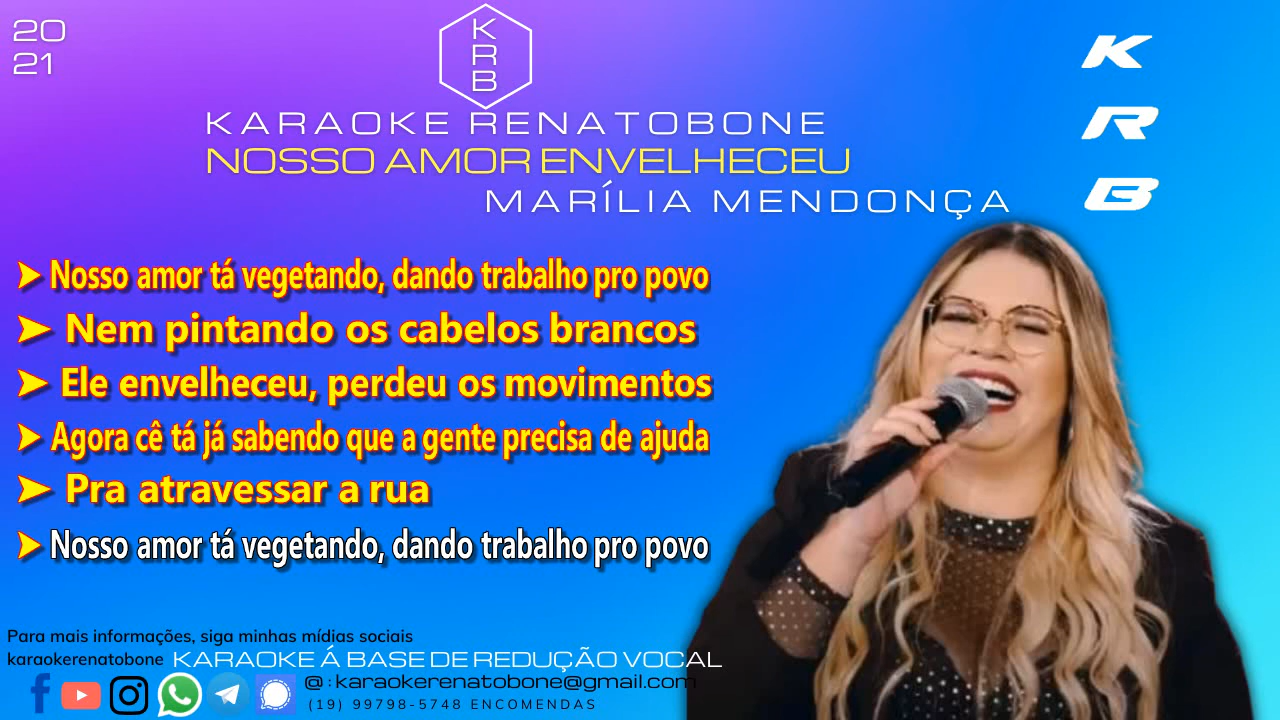 20
21
K
R
B
K
R
B
KARAOKE RENATOBONE
NOSSO AMOR ENVELHECEU
MARÍLIA MENDONÇA
➤ Nosso amor tá vegetando, dando trabalho pro povo
➤ Nem pintando os cabelos brancos
➤ Ele envelheceu, perdeu os movimentos
➤ Agora cê tá já sabendo que a gente precisa de ajuda
➤ Pra atravessar a rua
➤ Nosso amor tá vegetando, dando trabalho pro povo
Para mais informações, siga minhas mídias sociais
karaokerenatobone KARAOKE Á BASE DE REDUÇÃO VOCAL
@:karaokerenatobone@gmail.com
(19) 99798-5748 ENCOMENDAS